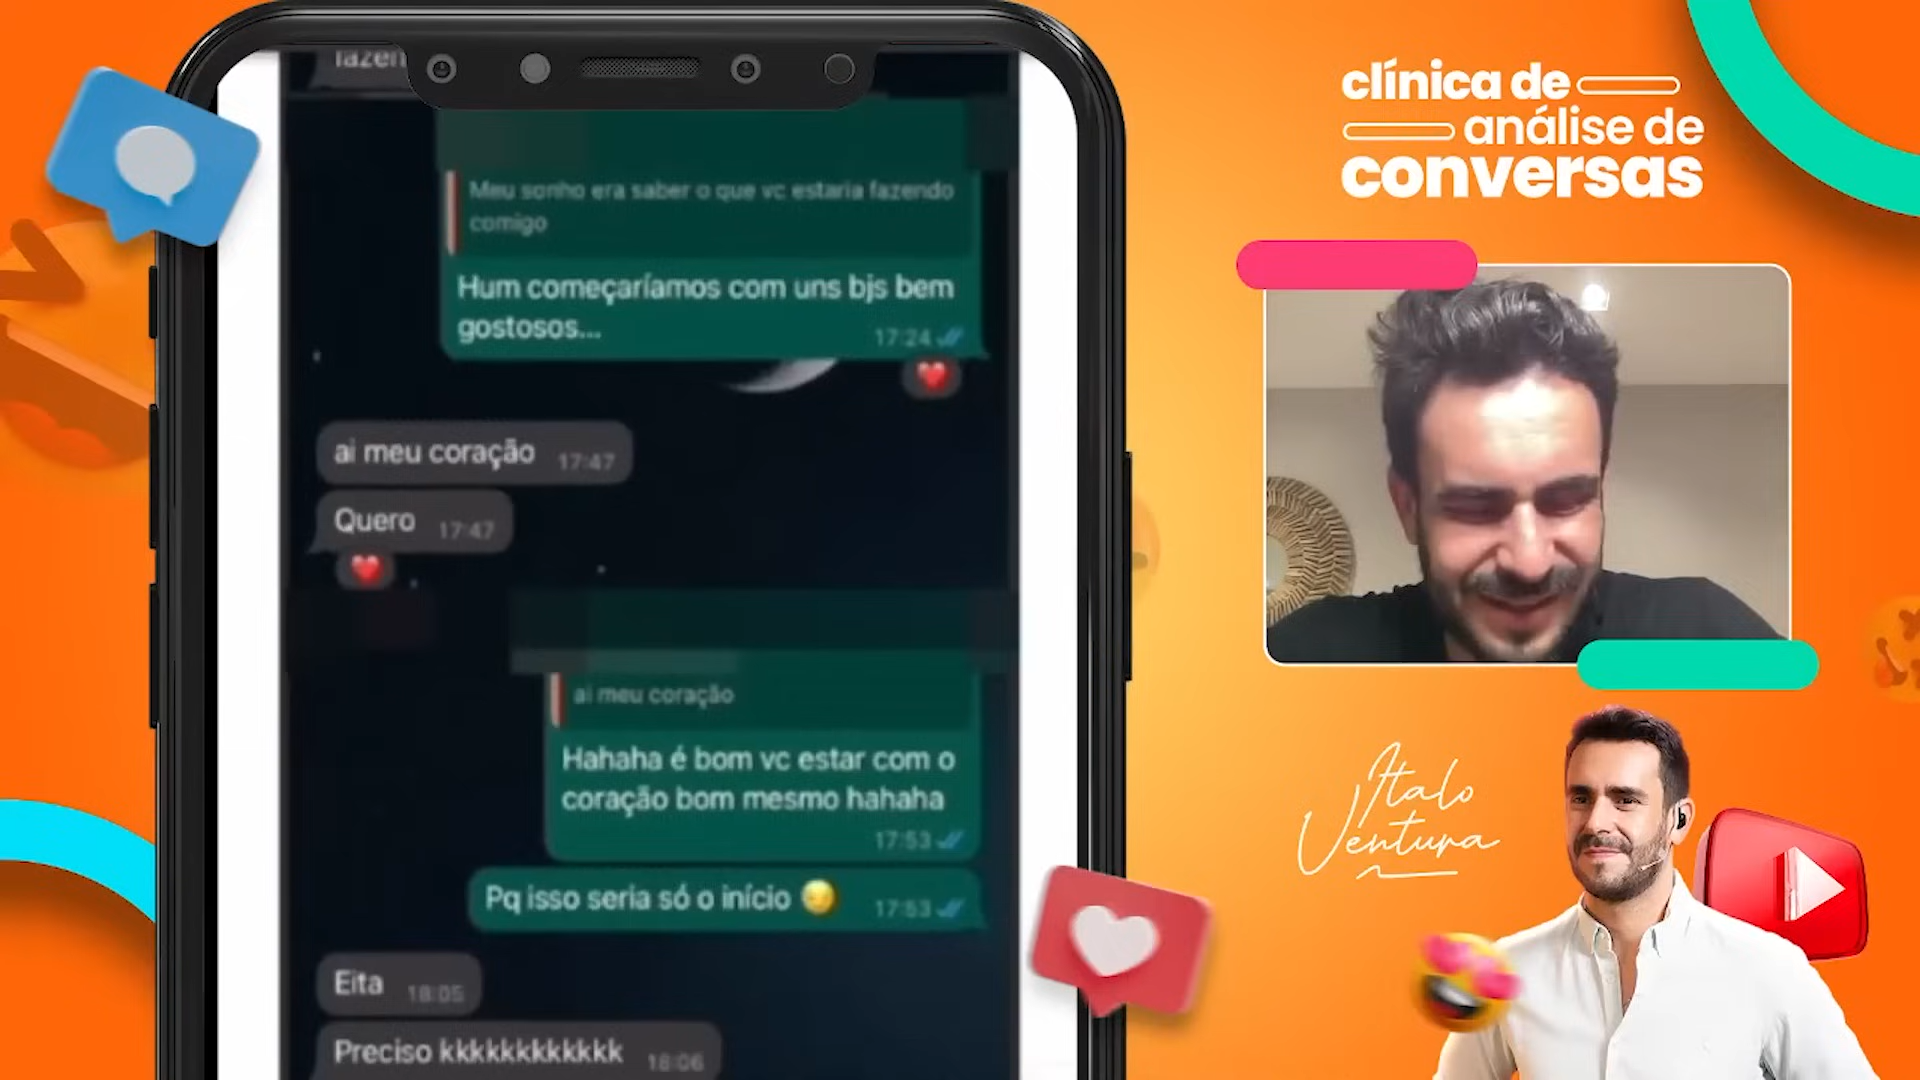 fazen
Meu sonho era saber o que vc estaria fazendo
comigo
Hum começaríamos com uns bjs bem
gostosos...
17:24
ai meu coração 17:47
Quero 17:47
ai meu coração
Hahaha é bom vc estar com o
coração bom mesmo hahaha
17:53
Pq isso seria só o início 17:53
Eita 18:05
Preciso kkkkkkkkkkkk 18:06
clínica de
análise de
conversas
Italo
Ventura